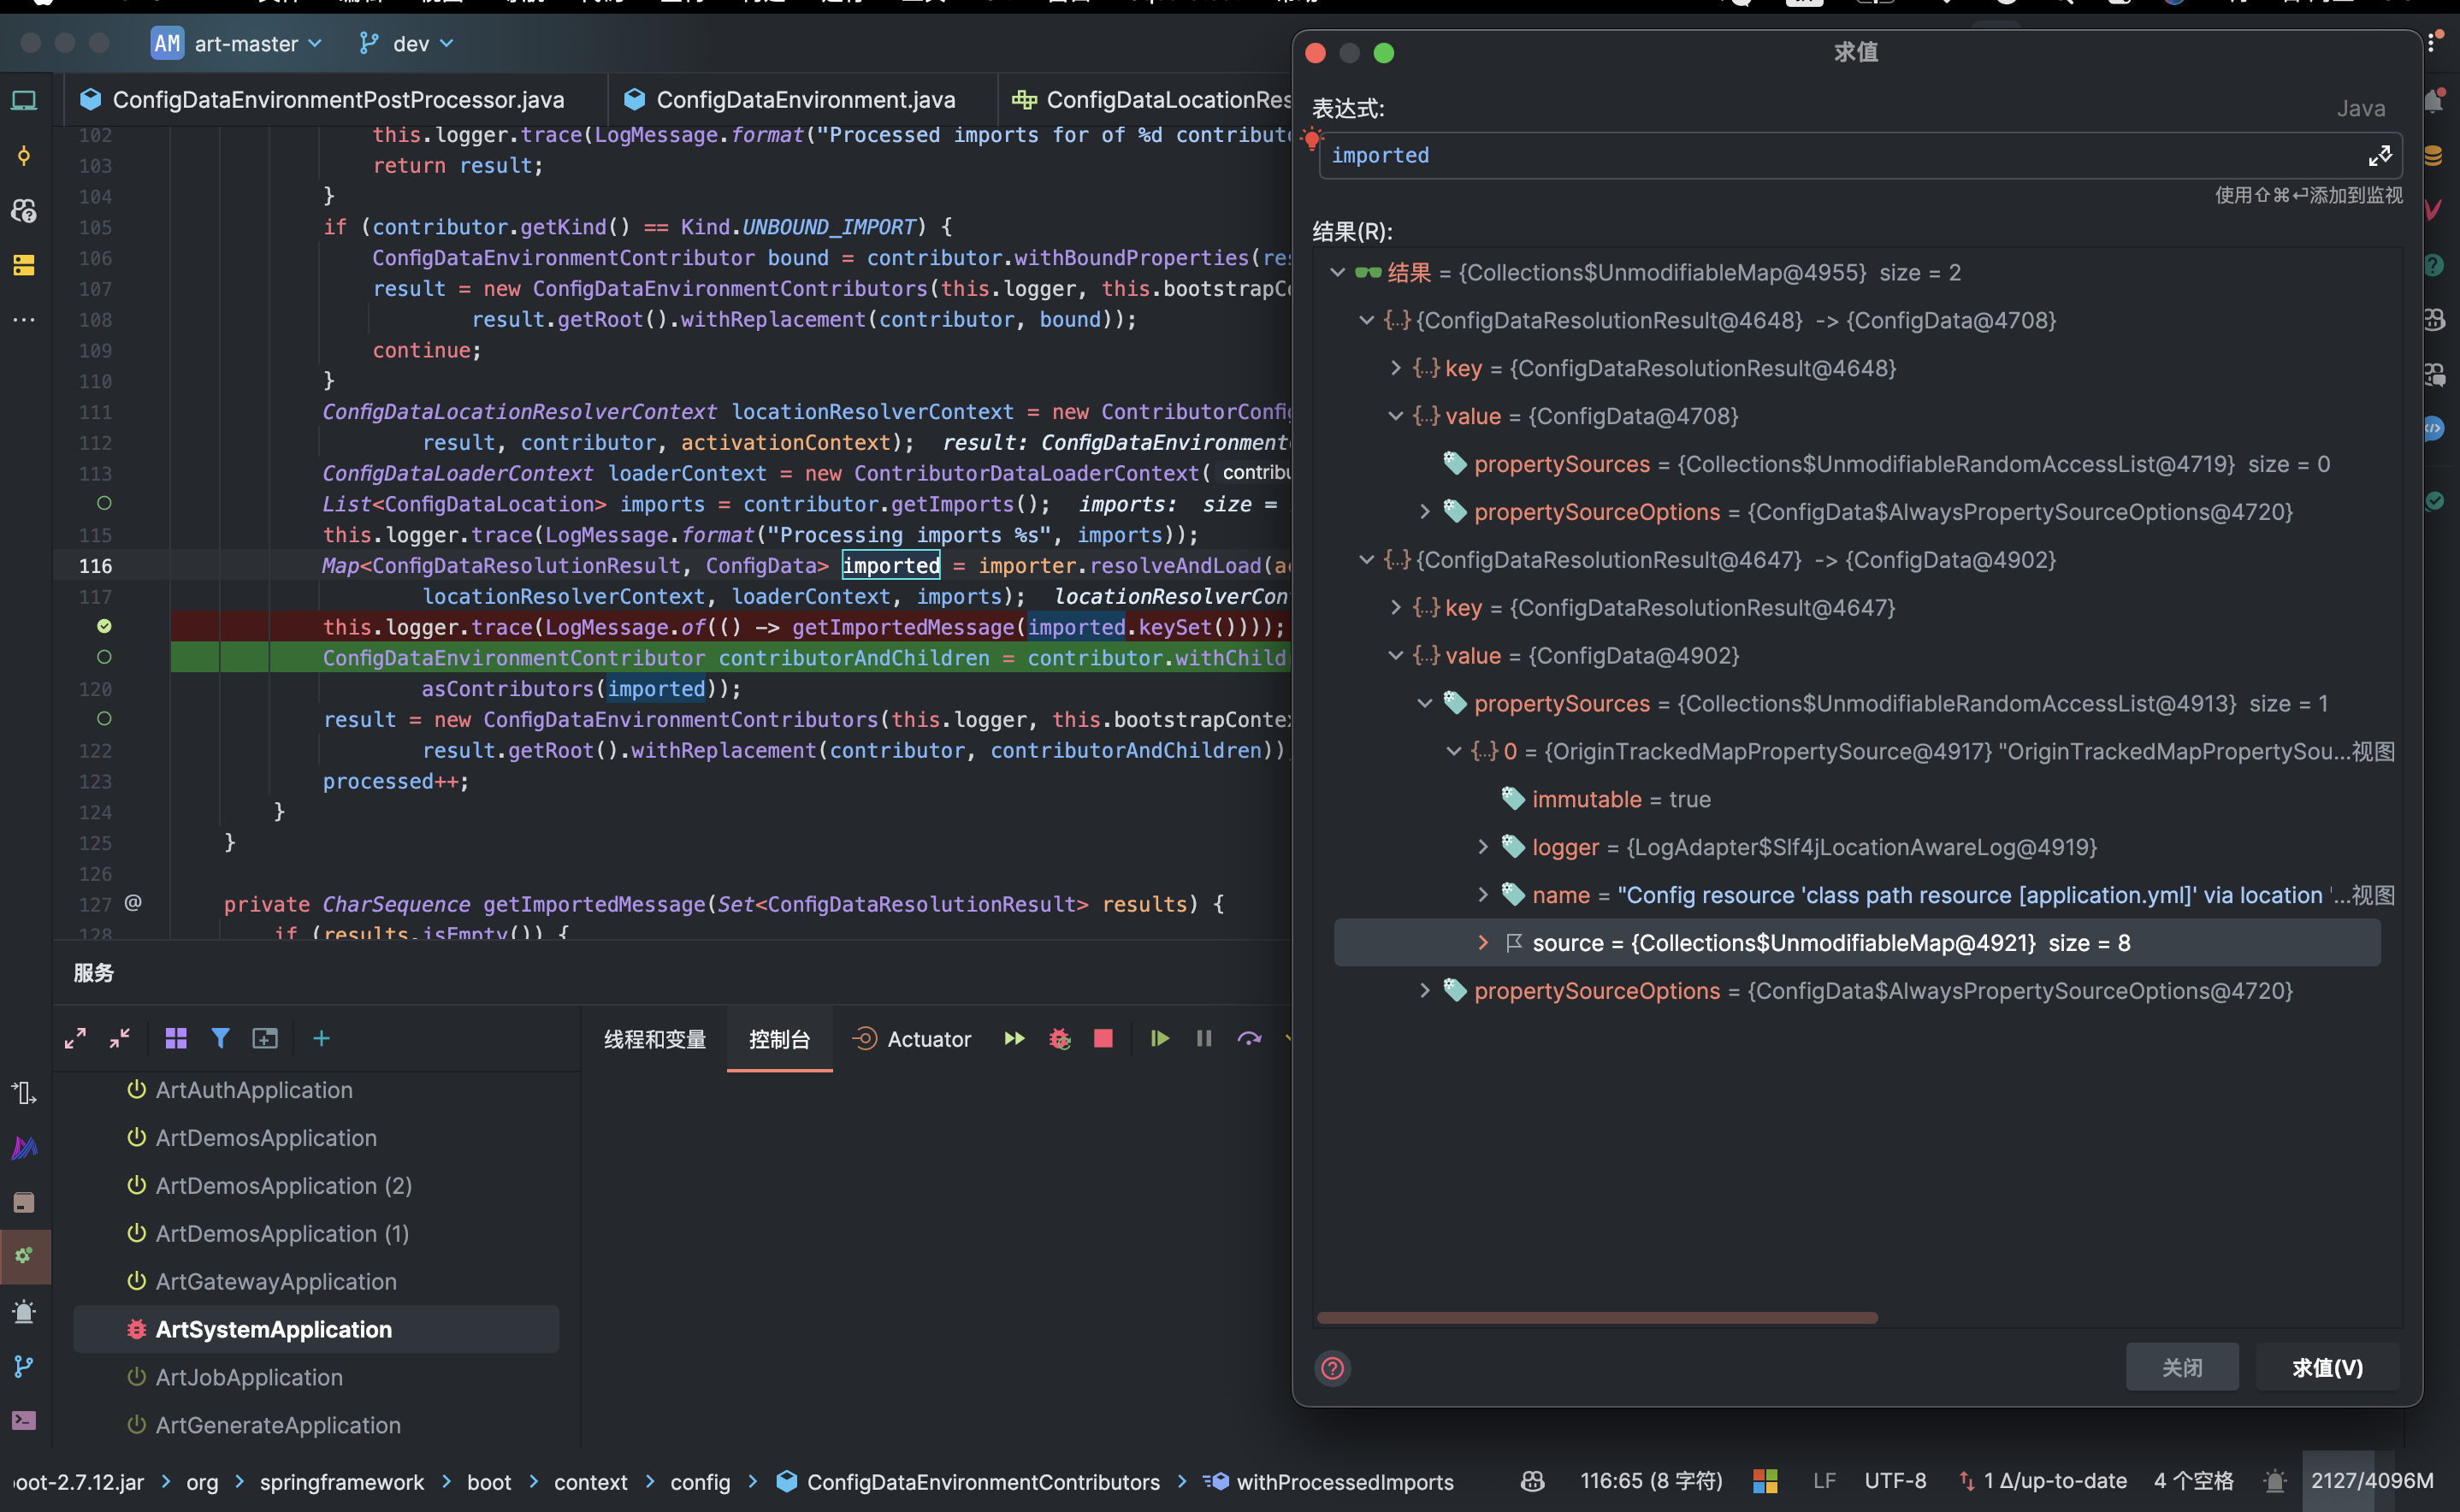 AM art-master dev
ConfigDataEnvironmentPostProcessor.java ConfigDataEnvironment.java ConfigDataLocationRes
102 this.logger.trace(LogMessage.format("Processed imports for of %d contribut
103 return result;
104 }
105 if (contributor.getKind() == Kind.UNBOUND_IMPORT) {
106 ConfigDataEnvironmentContributor bound = contributor.withBoundProperties(res
107 result = new ConfigDataEnvironmentContributors(this.logger, this.bootstrapCo
108 result.getRoot().withReplacement(contributor, bound));
109 continue;
110 }
111 ConfigDataLocationResolverContext locationResolverContext = new ContributorConfig
112 result, contributor, activationContext); result: ConfigDataEnvironment
113 ConfigDataLoaderContext loaderContext = new ContributorDataLoaderContext( contribu
List<ConfigDataLocation> imports = contributor.getImports(); imports: size =
115 this.logger.trace(LogMessage.format("Processing imports %s", imports));
116 Map<ConfigDataResolutionResult, ConfigData> imported = importer.resolveAndLoad(ac
117 locationResolverContext, loaderContext, imports); locationResolverCon
this.logger.trace(LogMessage.of(() -> getImportedMessage(imported.keySet())));
ConfigDataEnvironmentContributor contributorAndChildren = contributor.withChild
120 asContributors(imported));
result = new ConfigDataEnvironmentContributors(this.logger, this.bootstrapConte
122 result.getRoot().withReplacement(contributor, contributorAndChildren))
123 processed++;
124 }
125 }
126
127 @ private CharSequence getImportedMessage(Set<ConfigDataResolutionResult> results) {
128 if (results.isEmpty()) {
服务
线程和变量 控制台 Actuator
ArtAuthApplication
ArtDemosApplication
ArtDemosApplication (2)
ArtDemosApplication (1)
ArtGatewayApplication
ArtSystemApplication
ArtJobApplication
ArtGenerateApplication
求值
表达式: Java
imported
使用⇧⌘↩添加到监视
结果(R):
结果 = {Collections$UnmodifiableMap@4955} size = 2
{ConfigDataResolutionResult@4648} -> {ConfigData@4708}
key = {ConfigDataResolutionResult@4648}
value = {ConfigData@4708}
propertySources = {Collections$UnmodifiableRandomAccessList@4719} size = 0
propertySourceOptions = {ConfigData$AlwaysPropertySourceOptions@4720}
{ConfigDataResolutionResult@4647} -> {ConfigData@4902}
key = {ConfigDataResolutionResult@4647}
value = {ConfigData@4902}
propertySources = {Collections$UnmodifiableRandomAccessList@4913} size = 1
0 = {OriginTrackedMapPropertySource@4917} "OriginTrackedMapPropertySou...视图
immutable = true
logger = {LogAdapter$Slf4jLocationAwareLog@4919}
name = "Config resource 'class path resource [application.yml]' via location '...视图
source = {Collections$UnmodifiableMap@4921} size = 8
propertySourceOptions = {ConfigData$AlwaysPropertySourceOptions@4720}
关闭 求值(V)
oot-2.7.12.jar org springframework boot context config ConfigDataEnvironmentContributors withProcessedImports 116:65 (8 字符) LF UTF-8 1 Δ/up-to-date 4 个空格 2127/4096M